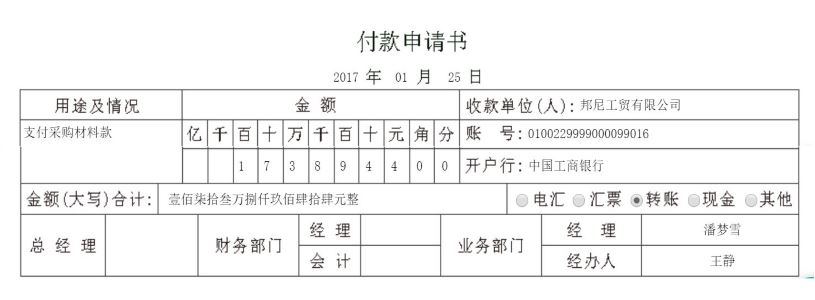 付款申请书
2017 年 01 月 25 日
用途及情况 金 额 收款单位(人): 邦尼工贸有限公司
支付采购材料款 亿 千 百 十 万 千 百 十 元 角 分 账 号: 0100229999000099016
1 7 3 8 9 4 4 0 0 开户行: 中国工商银行
金额(大写)合计: 壹佰柒拾叁万捌仟玖佰肆拾肆元整 电汇 汇票 转账 现金 其他
总 经 理 财务部门 经 理 业务部门 经 理 潘梦雪
会 计 经办人 王静